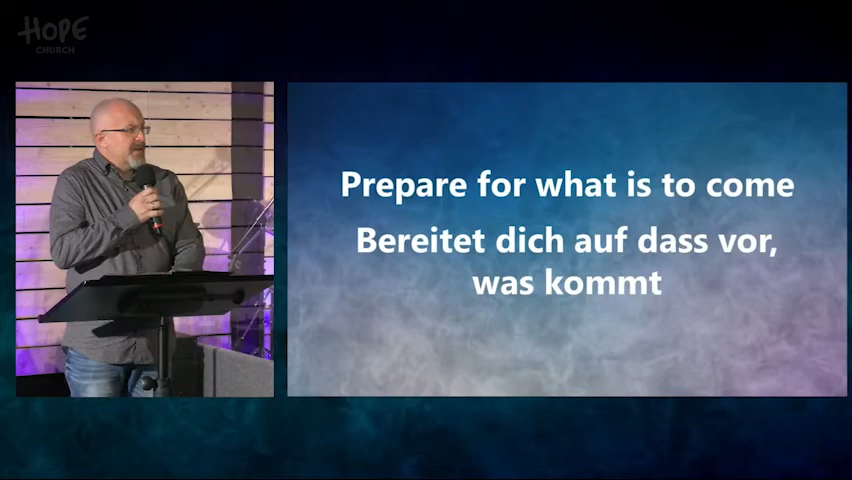 HOPE
CHURCH
Prepare for what is to come
Bereitet dich auf dass vor,
was kommt